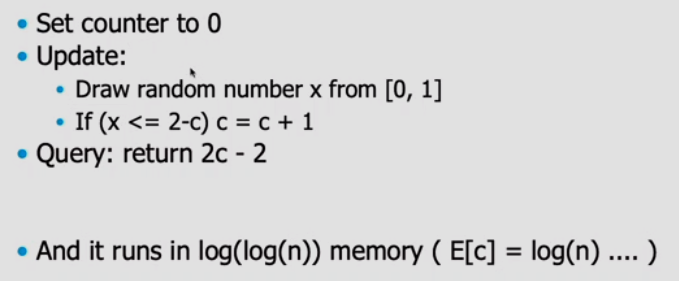 • Set counter to 0
• Update:
• Draw random number x from [0, 1]
• If (x <= 2-c) c = c + 1
• Query: return 2c - 2
• And it runs in log(log(n)) memory ( E[c] = log(n) .... )